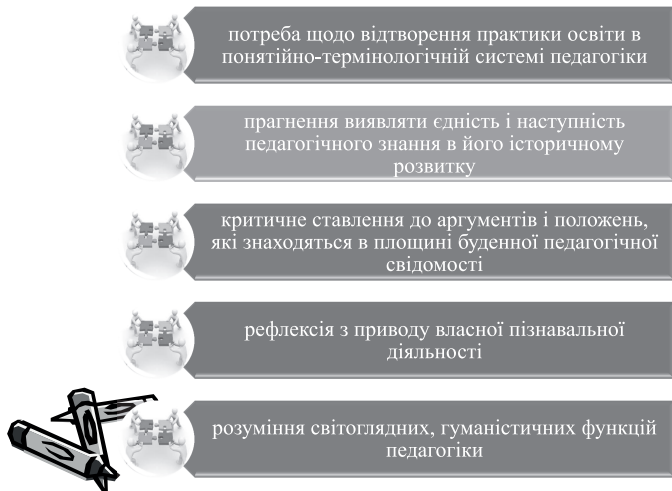 потреба щодо відтворення практики освіти в
понятійно-термінологічній системі педагогіки
прагнення виявляти єдність і наступність
педагогічного знання в його історичному
розвитку
критичне ставлення до аргументів і положень,
які знаходяться в площині буденної педагогічної
свідомості
рефлексія з приводу власної пізнавальної
діяльності
розуміння світоглядних, гуманістичних функцій
педагогіки